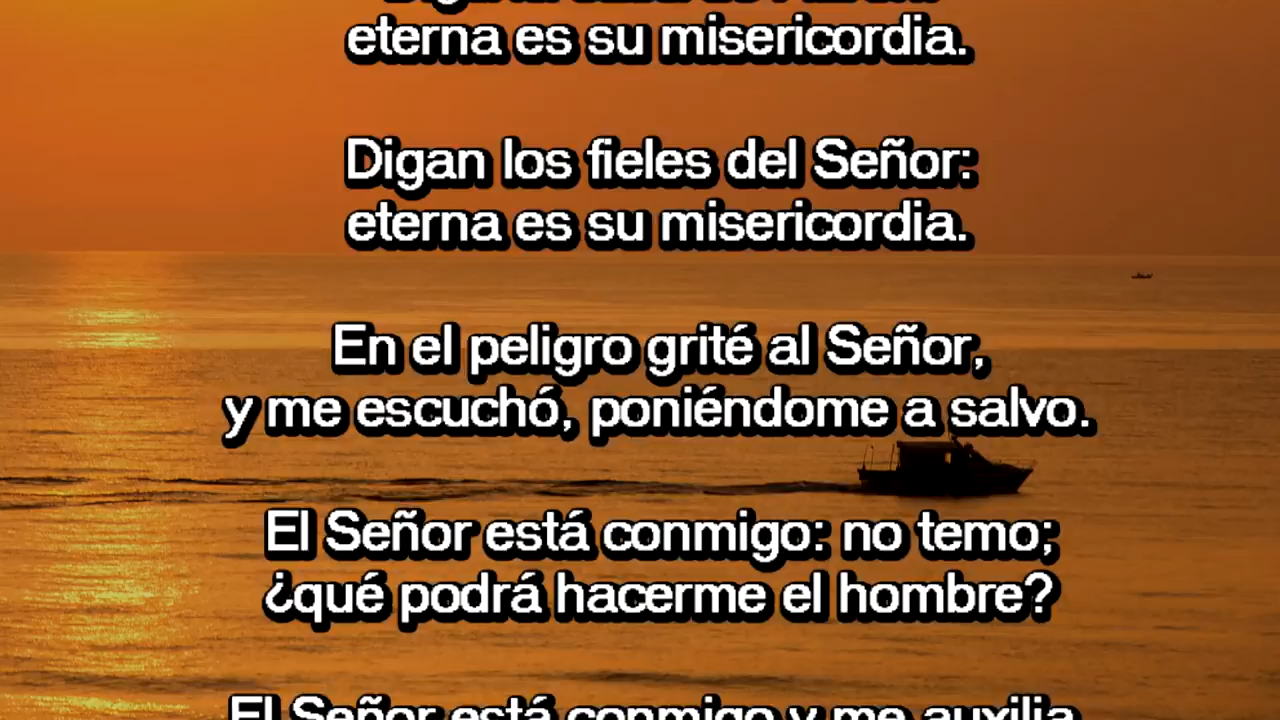 eterna es su misericordia.
Digan los fieles del Señor:
eterna es su misericordia.
En el peligro grité al Señor,
y me escuchó, poniéndome a salvo.
El Señor está conmigo: no temo;
¿qué podrá hacerme el hombre?
El Señor está conmigo y me auxilia